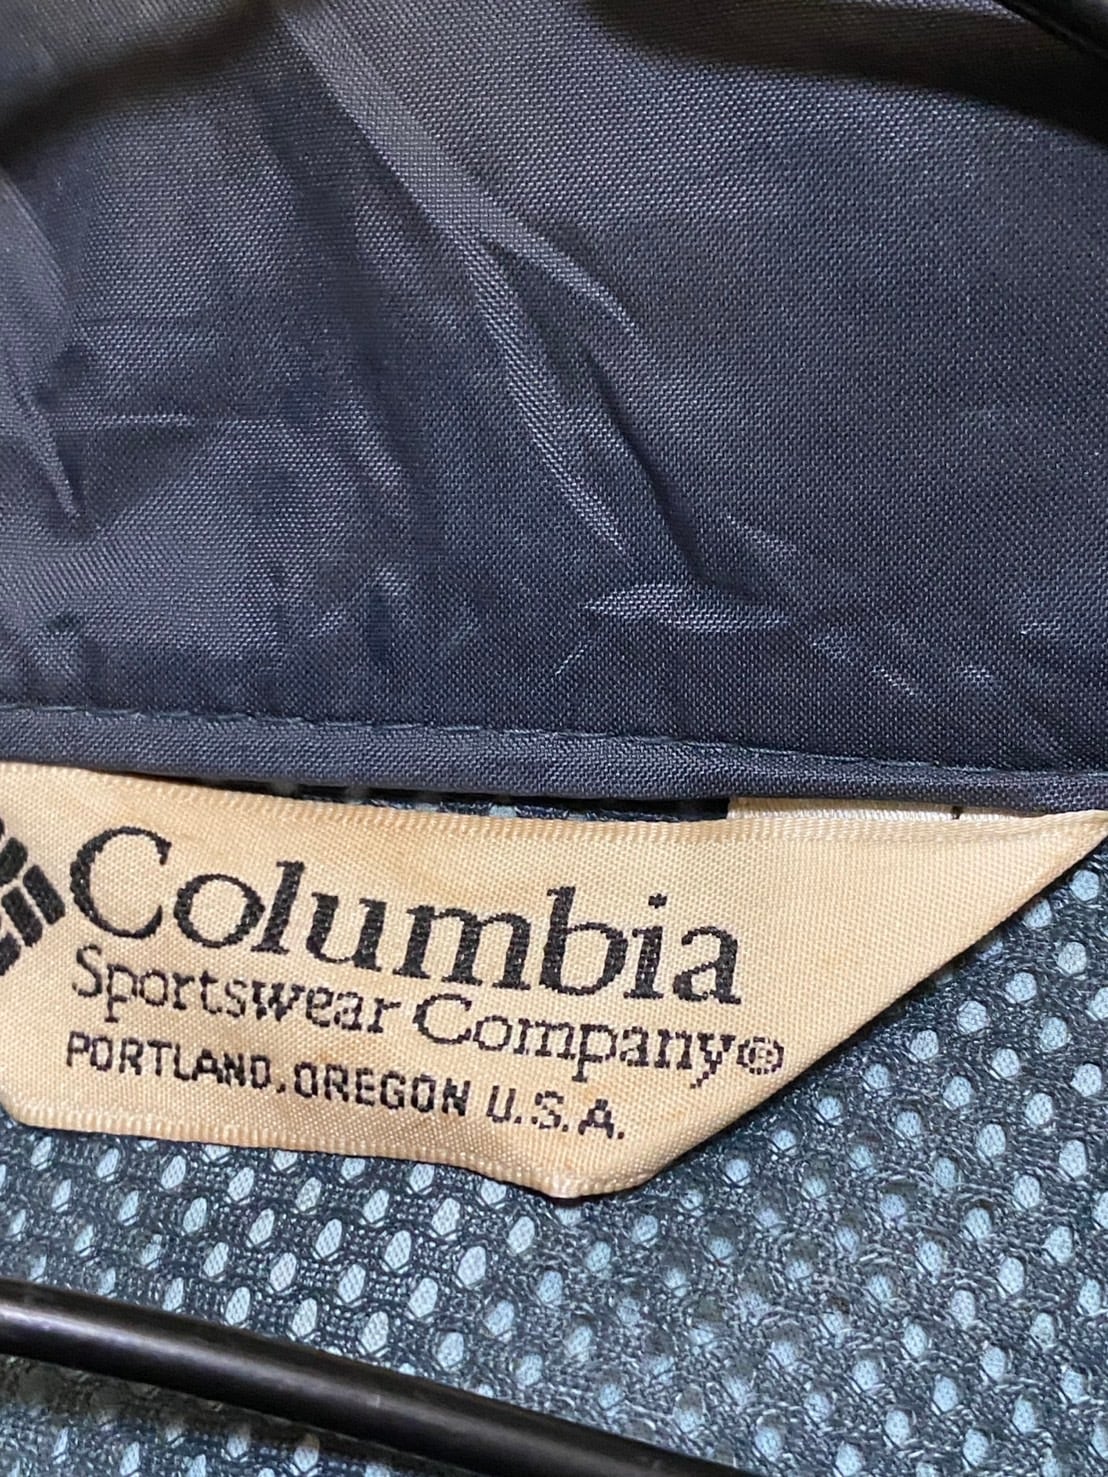 Columbia
Sportswear Company®
PORTLAND, OREGON U.S.A.